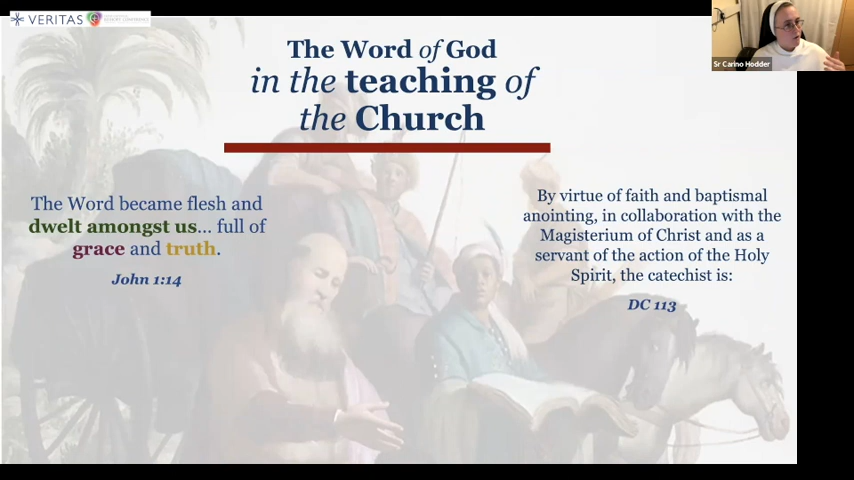 VERITAS
Sr Carino Hodder
The Word of God
in the teaching of
the Church
The Word became flesh and
dwelt amongst us... full of
grace and truth.
John 1:14
By virtue of faith and baptismal
anointing, in collaboration with the
Magisterium of Christ and as a
servant of the action of the Holy
Spirit, the catechist is:
DC 113